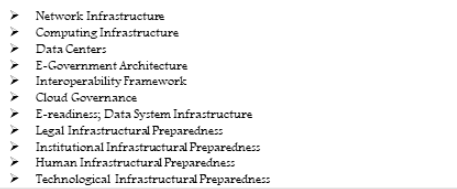 ➢ Network Infrastructure
➢ Computing Infrastructure
➢ Data Centers
➢ E-Government Architecture
➢ Interoperability Framework
➢ Cloud Governance
➢ E-readiness; Data System Infrastructure
➢ Legal Infrastructural Preparedness
➢ Institutional Infrastructural Preparedness
➢ Human Infrastructural Preparedness
➢ Technological Infrastructural Preparedness